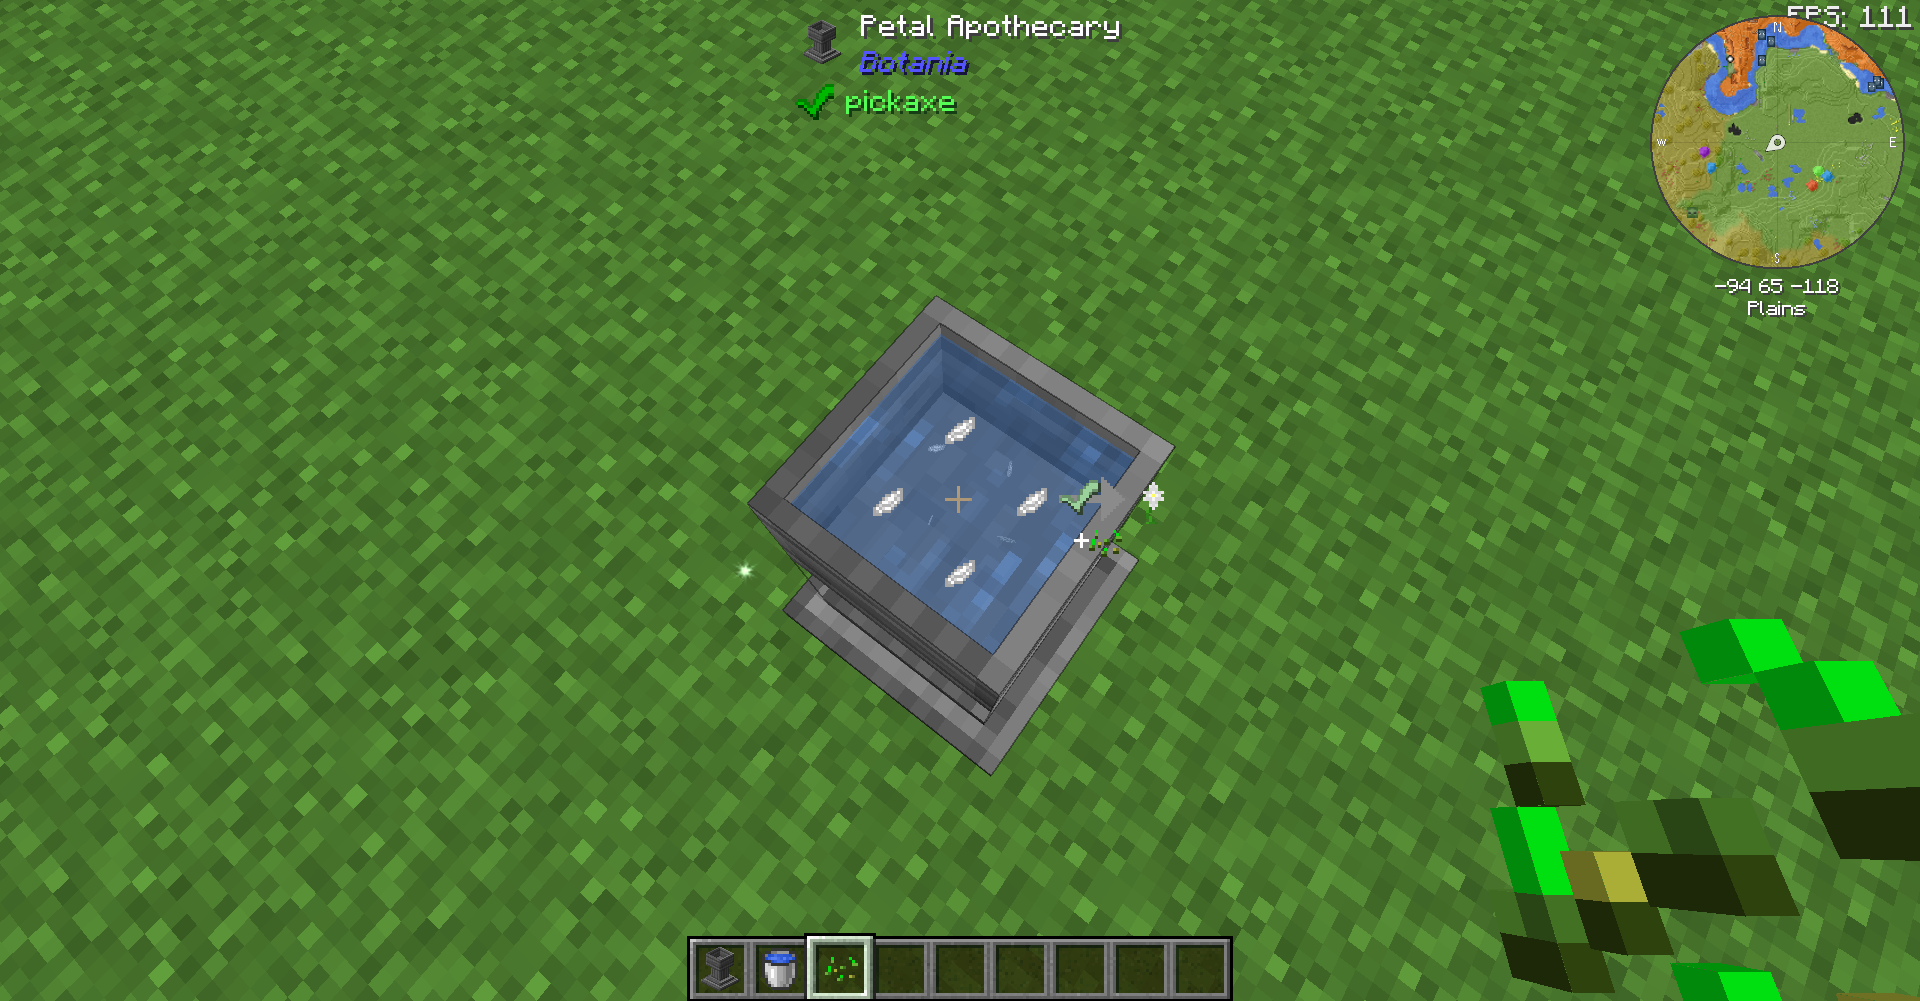 Petal Apothecary
Botania
pickaxe
FPS: 111
N
W
E
S
-94 65 -118
Plains